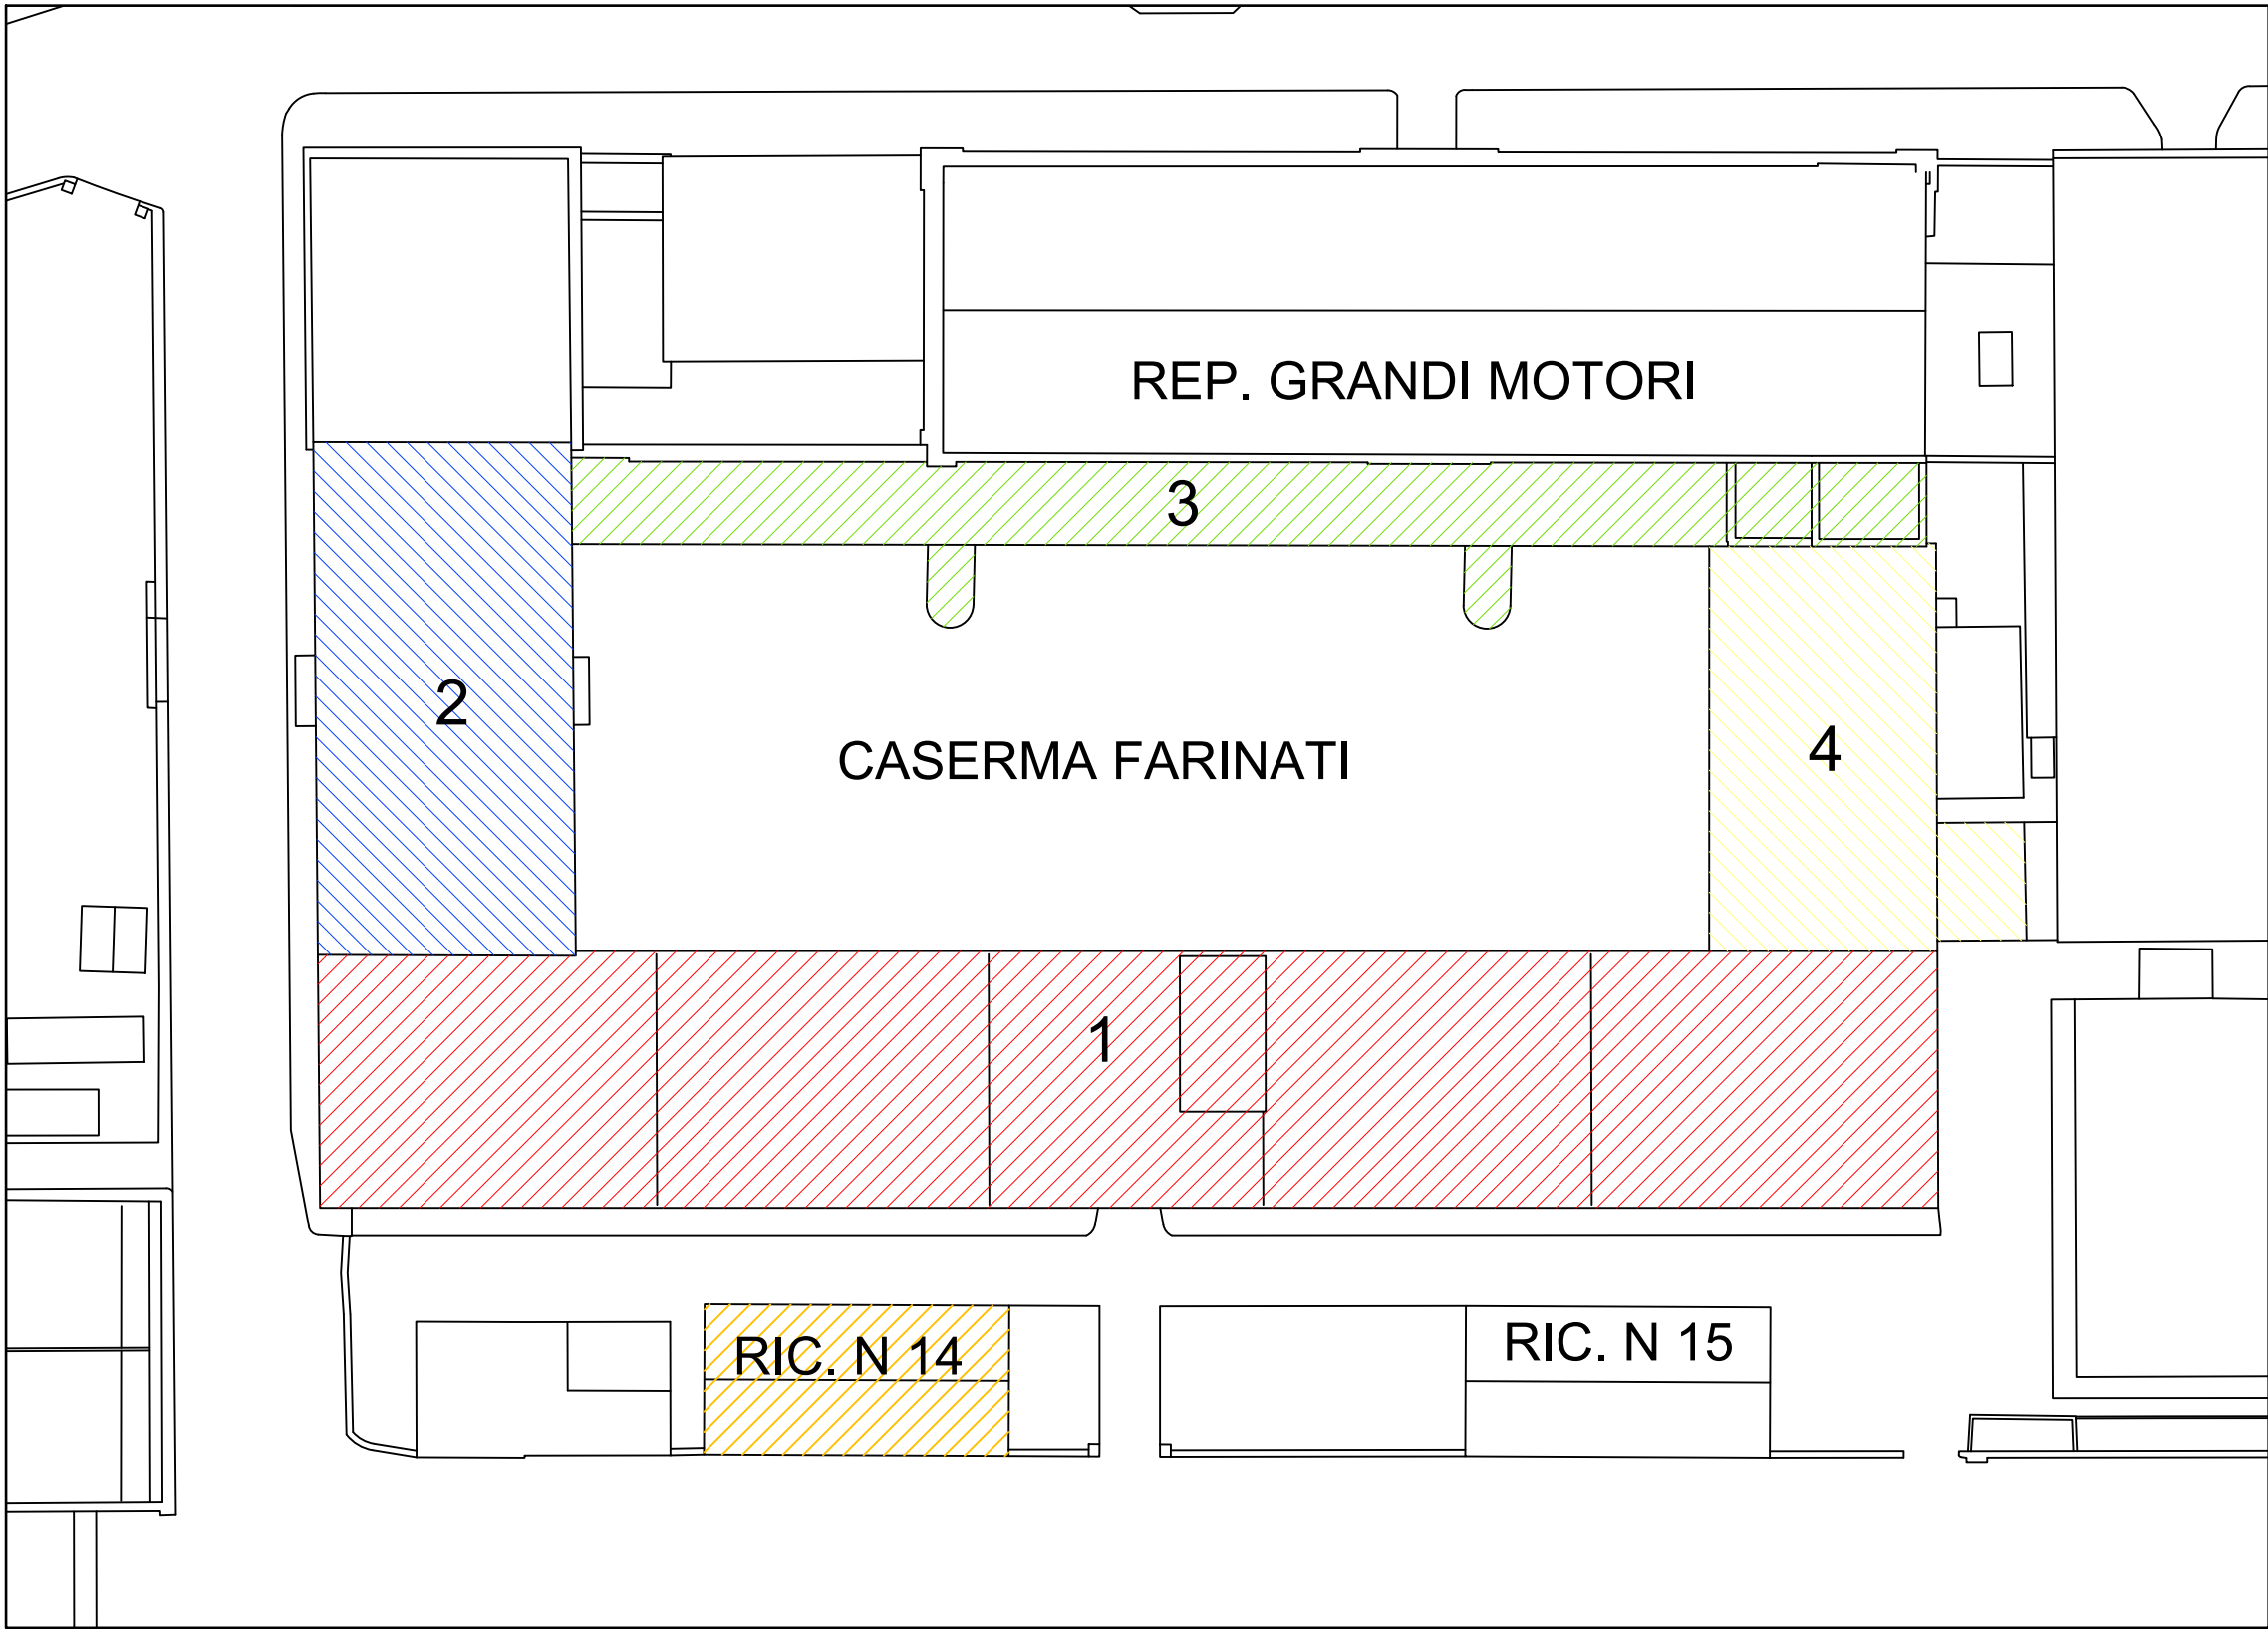 REP. GRANDI MOTORI
3
2
CASERMA FARINATI
4
1
RIC. N 14
RIC. N 15